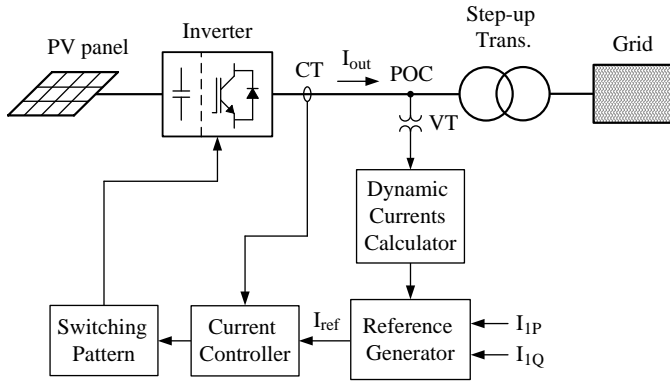 Inverter
Step-up
Trans.
PV panel
CT
Iout
POC
Grid
VT
Dynamic
Currents
Calculator
Switching
Pattern
Current
Controller
Iref
Reference
Generator
I1P
I1Q